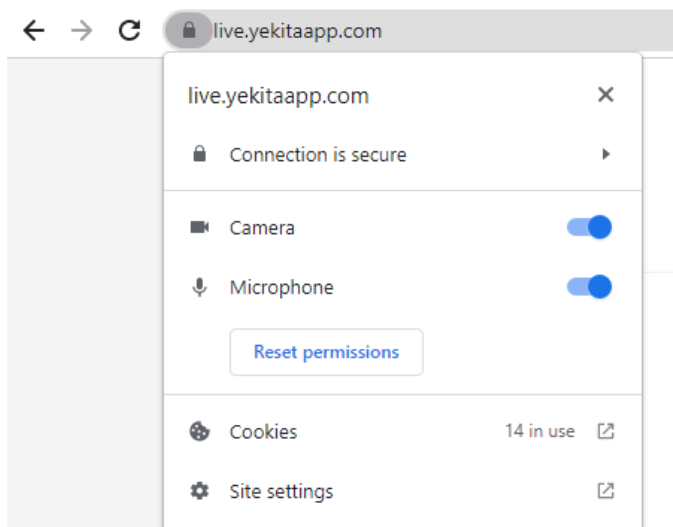 live.yekitaapp.com
live.yekitaapp.com
Connection is secure
Camera
Microphone
Reset permissions
Cookies 14 in use
Site settings